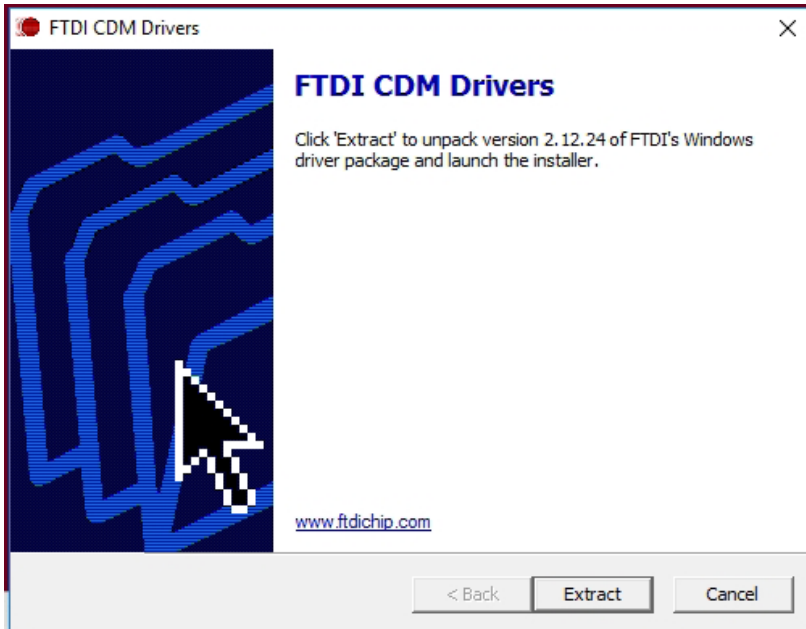 FTDI CDM Drivers
FTDI CDM Drivers
Click 'Extract' to unpack version 2.12.24 of FTDI's Windows
driver package and launch the installer.
www.ftdichip.com
< Back
Extract
Cancel